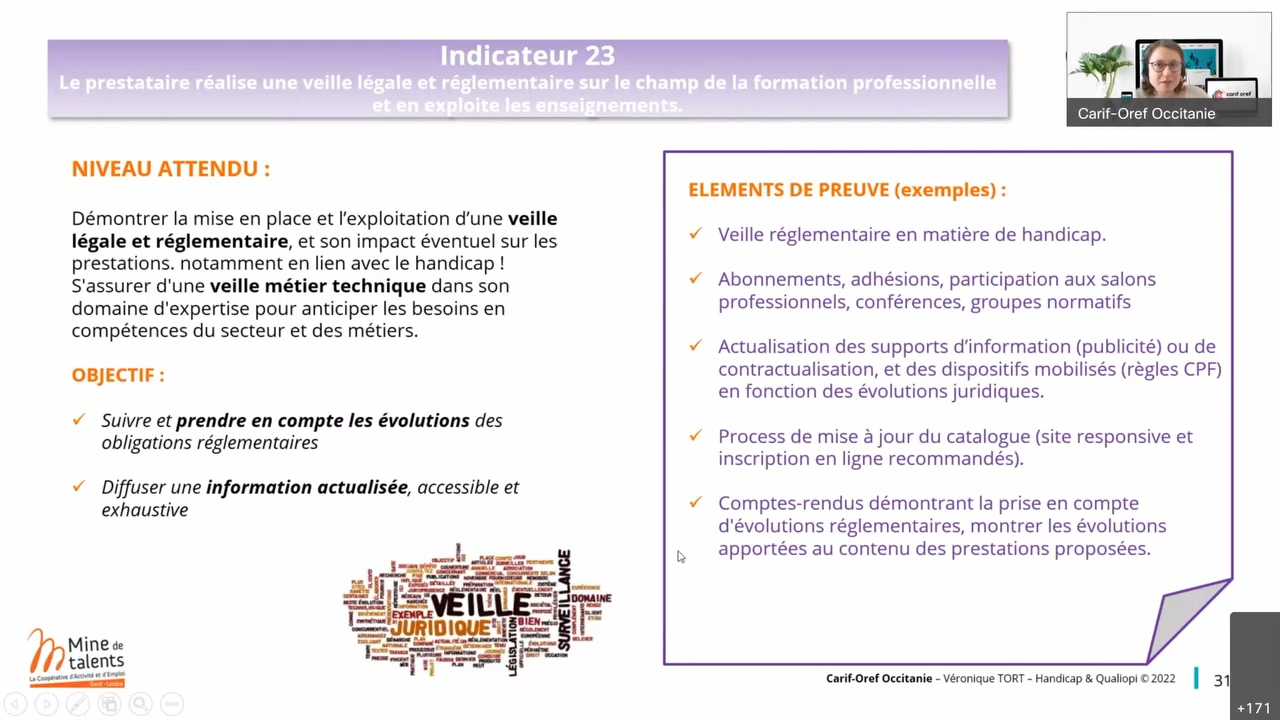 Indicateur 23
Le prestataire réalise une veille légale et réglementaire sur le champ de la formation professionnelle
et en exploite les enseignements.
Carif-Oref Occitanie
NIVEAU ATTENDU :
Démontrer la mise en place et l’exploitation d’une veille
légale et réglementaire, et son impact éventuel sur les
prestations. notamment en lien avec le handicap !
S'assurer d'une veille métier technique dans son
domaine d'expertise pour anticiper les besoins en
compétences du secteur et des métiers.
OBJECTIF :
✓ Suivre et prendre en compte les évolutions des
obligations réglementaires
✓ Diffuser une information actualisée, accessible et
exhaustive
ELEMENTS DE PREUVE (exemples) :
✓ Veille réglementaire en matière de handicap.
✓ Abonnements, adhésions, participation aux salons
professionnels, conférences, groupes normatifs
✓ Actualisation des supports d’information (publicité) ou de
contractualisation, et des dispositifs mobilisés (règles CPF)
en fonction des évolutions juridiques.
✓ Process de mise à jour du catalogue (site responsive et
inscription en ligne recommandés).
✓ Comptes-rendus démontrant la prise en compte
d'évolutions réglementaires, montrer les évolutions
apportées au contenu des prestations proposées.
VEILLE
JURIDIQUE
EXEMPLE
SURVEILLANCE
LÉGISLATION
DOMAINE
BIEN
Mine de
talents
La Coopérative d'Activité et d'Emploi
Gard - Lozère
Carif-Oref Occitanie – Véronique TORT – Handicap & Qualiopi © 2022
31
+171